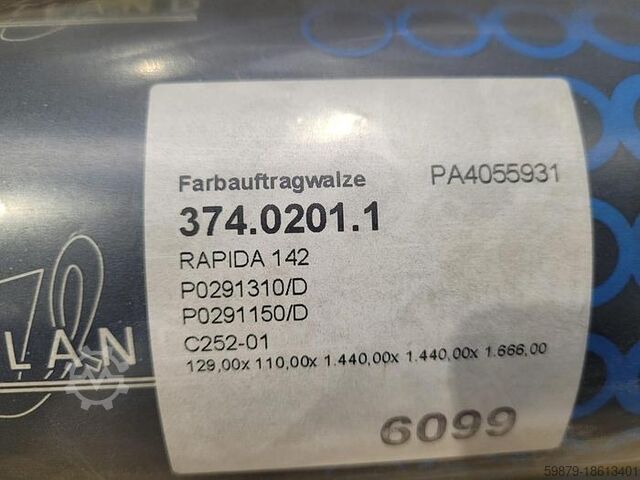 Farbauftragwalze PA4055931
374.0201.1
RAPIDA 142
P0291310/D
P0291150/D
C252-01
129,00x 110,00x 1.440,00x 1.440,00x 1.666,00
6099
LAN
59879-18613401